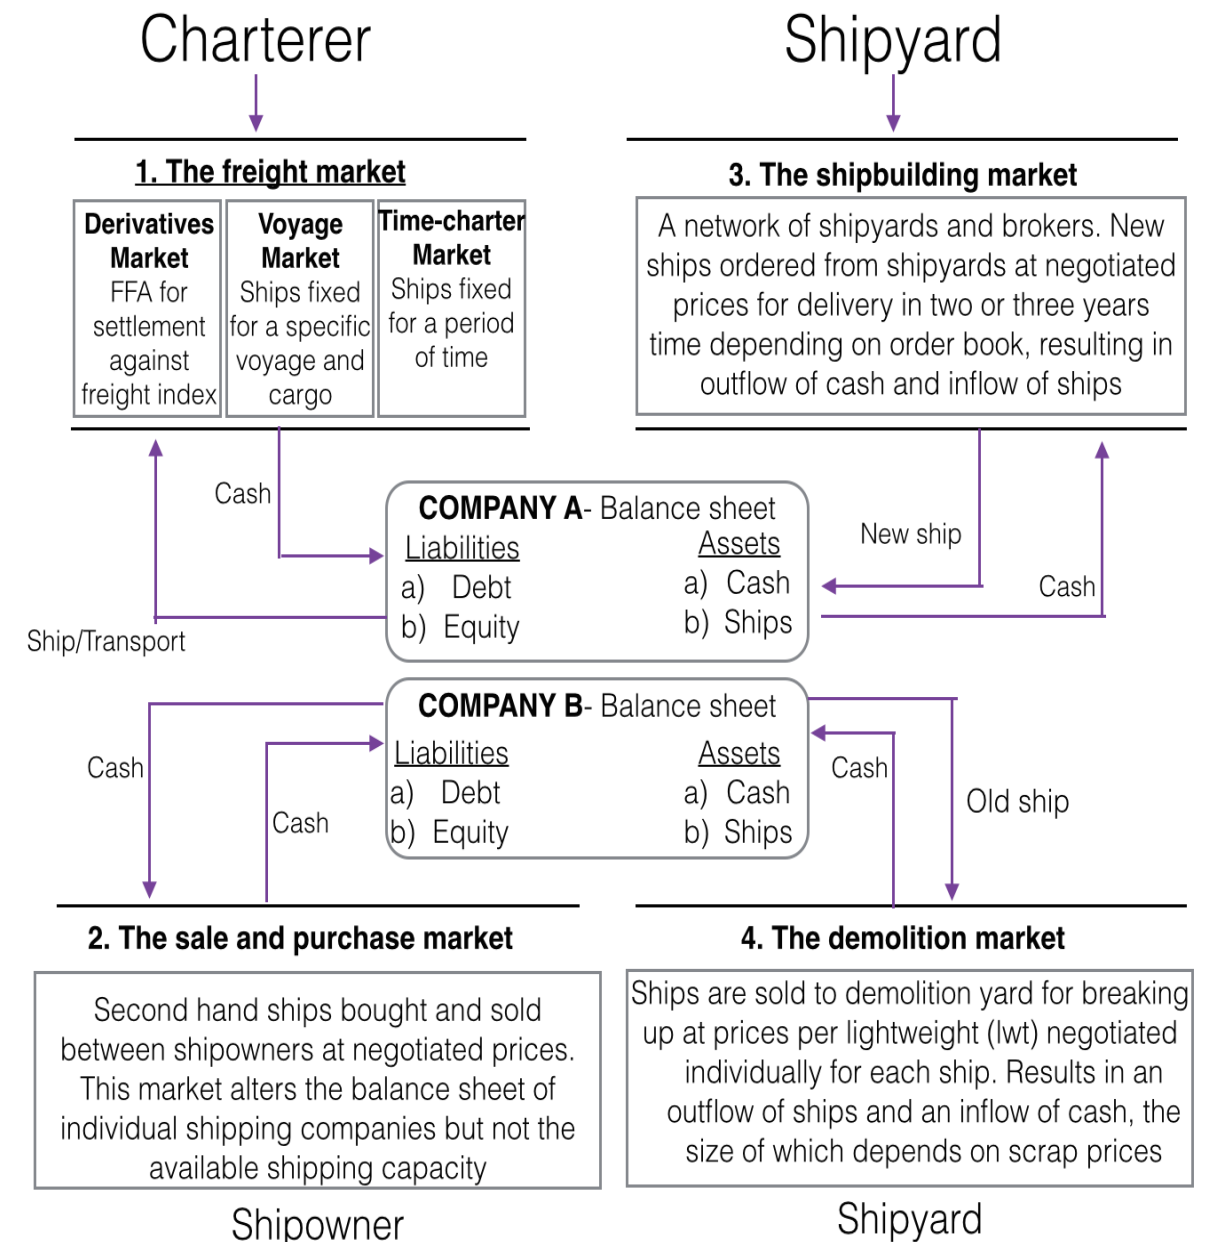 Charterer
Shipyard
1. The freight market
Derivatives
Market
FFA for
settlement
against
freight index
Voyage
Market
Ships fixed
for a specific
voyage and
cargo
Time-charter
Market
Ships fixed
for a period
of time
3. The shipbuilding market
A network of shipyards and brokers. New
ships ordered from shipyards at negotiated
prices for delivery in two or three years
time depending on order book, resulting in
outflow of cash and inflow of ships
Cash
Ship/Transport
COMPANY A- Balance sheet
Liabilities
a) Debt
b) Equity
Assets
a) Cash
b) Ships
New ship
Cash
Cash
Cash
COMPANY B- Balance sheet
Liabilities
a) Debt
b) Equity
Assets
a) Cash
b) Ships
Cash
Old ship
2. The sale and purchase market
Second hand ships bought and sold
between shipowners at negotiated prices.
This market alters the balance sheet of
individual shipping companies but not the
available shipping capacity
Shipowner
4. The demolition market
Ships are sold to demolition yard for breaking
up at prices per lightweight (lwt) negotiated
individually for each ship. Results in an
outflow of ships and an inflow of cash, the
size of which depends on scrap prices
Shipyard